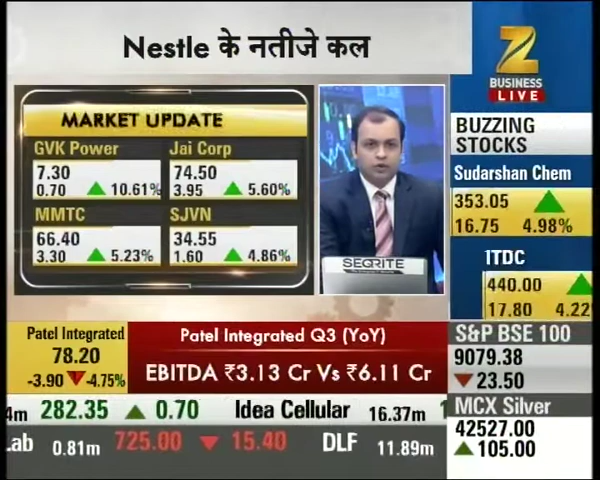 Nestle के नतीजे कल
Z
BUSINESS
LIVE
MARKET UPDATE
GVK Power
7.30
0.70 ▲ 10.61%
Jai Corp
74.50
3.95 ▲ 5.60%
MMTC
66.40
3.30 ▲ 5.23%
SJVN
34.55
1.60 ▲ 4.86%
SEQRITE
BUZZING
STOCKS
Sudarshan Chem
353.05 ▲
16.75 4.98%
ITDC
440.00 ▲
17.80 4.22
Patel Integrated
78.20
-3.90 ▼ -4.75%
Patel Integrated Q3 (YoY)
EBITDA ₹3.13 Cr Vs ₹6.11 Cr
S&P BSE 100
9079.38
▼ 23.50
MCX Silver
42527.00
▲ 105.00
4m 282.35 ▲ 0.70 Idea Cellular 16.37m 1
Lab 0.81m 725.00 ▼ 15.40 DLF 11.89m